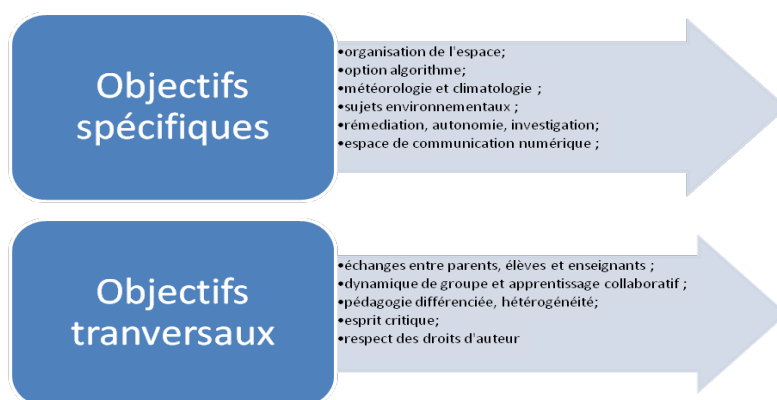 Objectifs
spécifiques
•organisation de l'espace;
•option algorithme;
•météorologie et climatologie ;
•sujets environnementaux ;
•rémediation, autonomie, investigation;
•espace de communication numérique ;
Objectifs
tranversaux
•échanges entre parents, élèves et enseignants ;
•dynamique de groupe et apprentissage collaboratif ;
•pédagogie différenciée, hétérogénéité;
•esprit critique;
•respect des droits d'auteur